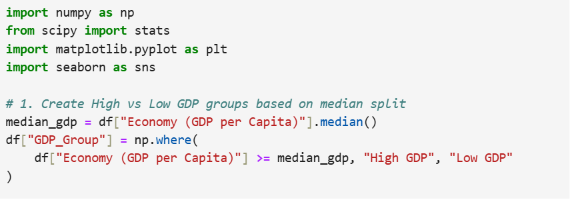 import numpy as np
from scipy import stats
import matplotlib.pyplot as plt
import seaborn as sns

# 1. Create High vs Low GDP groups based on median split
median_gdp = df["Economy (GDP per Capita)"].median()
df["GDP_Group"] = np.where(
    df["Economy (GDP per Capita)"] >= median_gdp, "High GDP", "Low GDP"
)